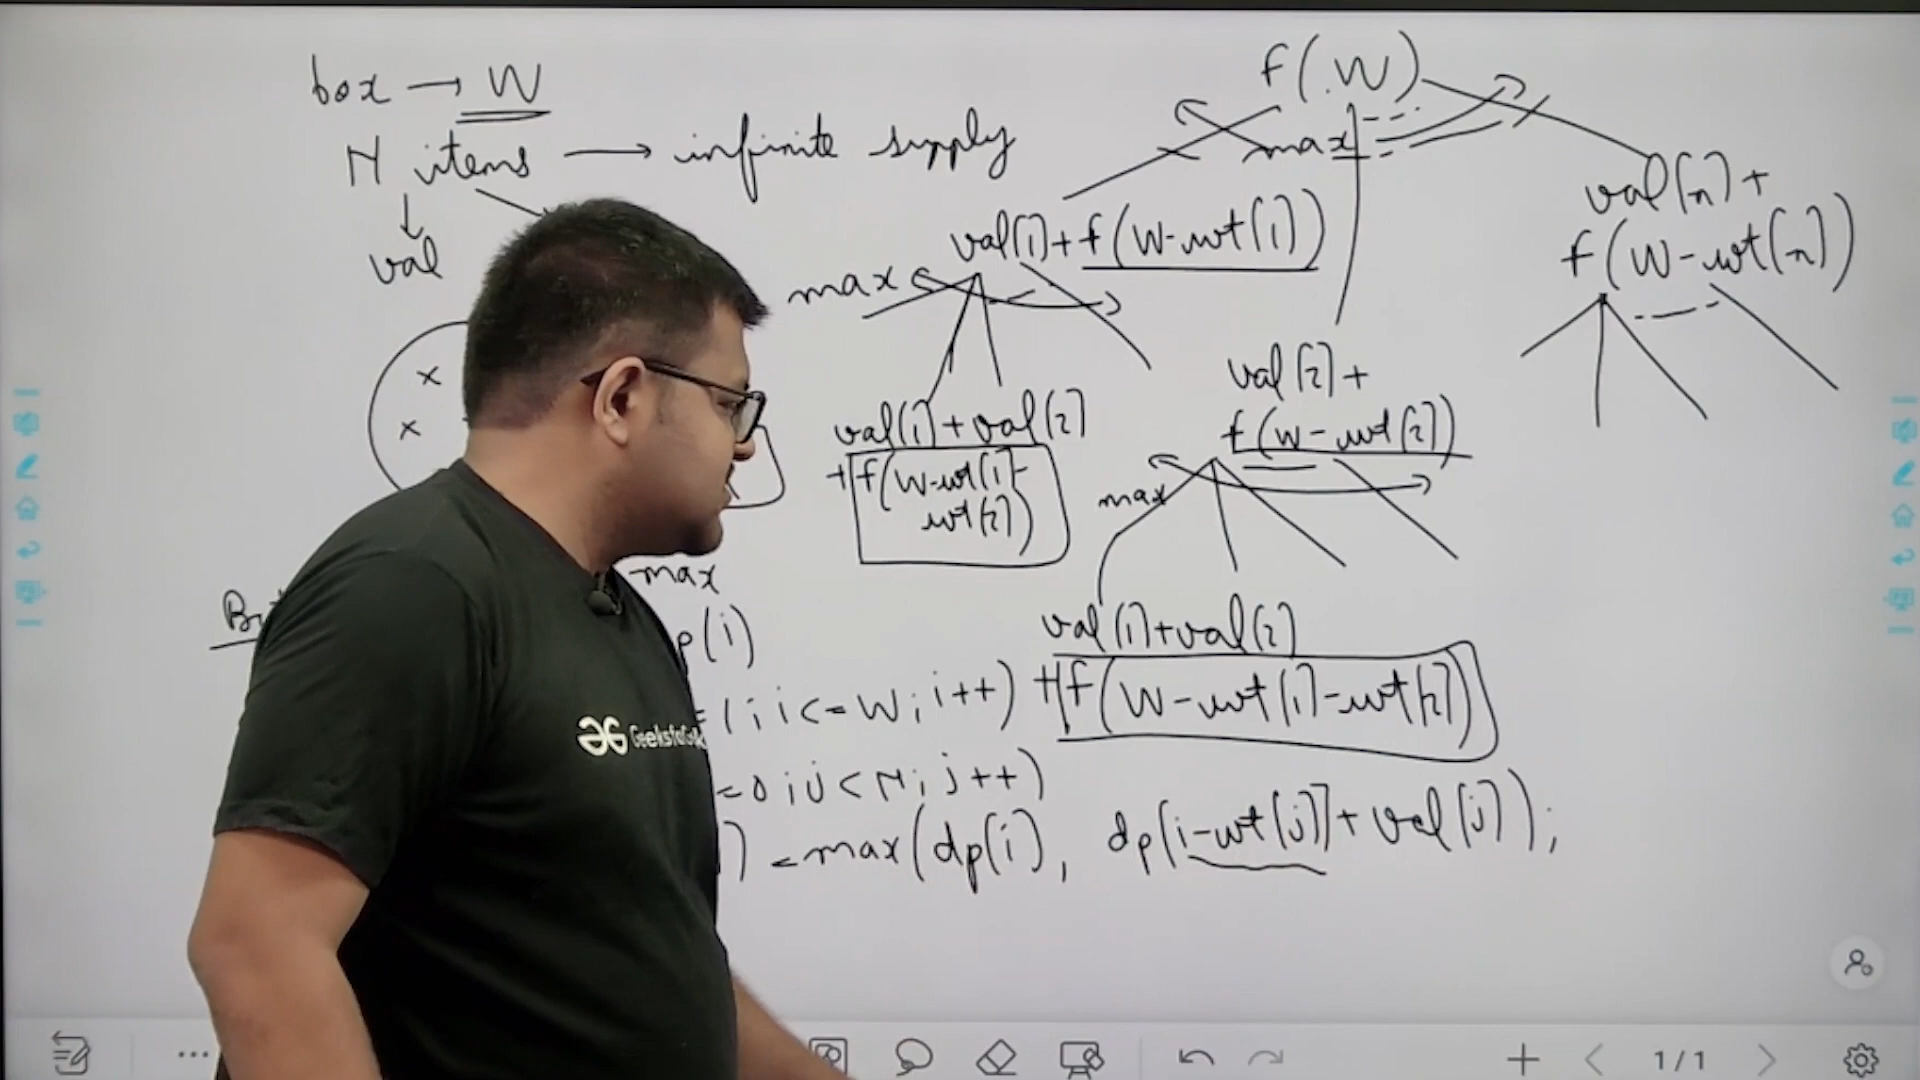 box → W
N items → infinite supply
val
f(W)
max
val[1]+f(W-wt[1])
val[n]+
f(W-wt[n])
max
val[2]+
f(W-wt[2])
val[1]+val[2]
+f(W-wt[1]-
wt[2])
max
max
p[i]
val[1]+val[2]
+f(W-wt[1]-wt[2])
=1; i<=W; i++)
=0; j<N; j++)
] = max(dp[i], dp[i-wt[j]]+val[j]);
GeeksforGeeks
1/1